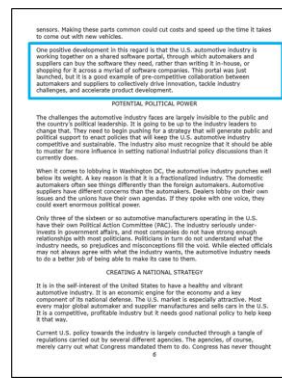 sensors. Making these parts common could cut costs and speed up the time it takes
to come out with new vehicles.
One positive development in this regard is that the U.S. automotive industry is
working together on a shared software portal, through which automakers and
suppliers can buy the software they need, rather than writing it in-house, or
shopping for it across a myriad of software companies. This portal was just
launched, but it is a good example of pre-competitive collaboration between
automakers and suppliers to collectively drive innovation, tackle industry
challenges, and accelerate product development.
POTENTIAL POLITICAL POWER
The challenges the automotive industry faces are largely invisible to the public and
the country's political leadership. It is going to be up to the industry leaders to
change that. They need to begin pushing for a strategy that will generate public and
political support to enact policies that will keep the U.S. automotive industry
competitive and sustainable. The industry also must recognize that it should be able
to muster far more influence in setting national industrial policy discussions than it
currently does.
When it comes to lobbying in Washington DC, the automotive industry punches well
below its weight. A key reason is that it is a fractionalized industry. The domestic
automakers often see things differently than the foreign automakers. Automotive
suppliers have different concerns than the automakers. Dealers lobby on their own
issues and the unions have their own agendas. If they spoke with one voice, they
could exert enormous political power.
Only three of the sixteen or so automotive manufacturers operating in the U.S.
have their own Political Action Committee (PAC). The industry seriously under-
invests in government affairs, and most companies do not have strong enough
relationships with most politicians. Politicians in turn do not understand what the
industry needs, so prejudices and misconceptions fill the void. While elected officials
may not always agree with what the industry wants, the automotive industry needs
to do a better job of being able to make its case to them.
CREATING A NATIONAL STRATEGY
It is in the self-interest of the United States to have a healthy and vibrant
automotive industry. It is an economic engine for the economy and a key
component of its national defense. The U.S. market is especially attractive. Most
every major global automaker and supplier manufactures and sells cars in the U.S.
It is a competitive, profitable industry but it needs good national policy to help keep
it that way.
Current U.S. policy towards the industry is largely conducted through a tangle of
regulations carried out by several different agencies. The agencies, of course,
merely carry out what Congress mandated them to do. Congress has never thought
6